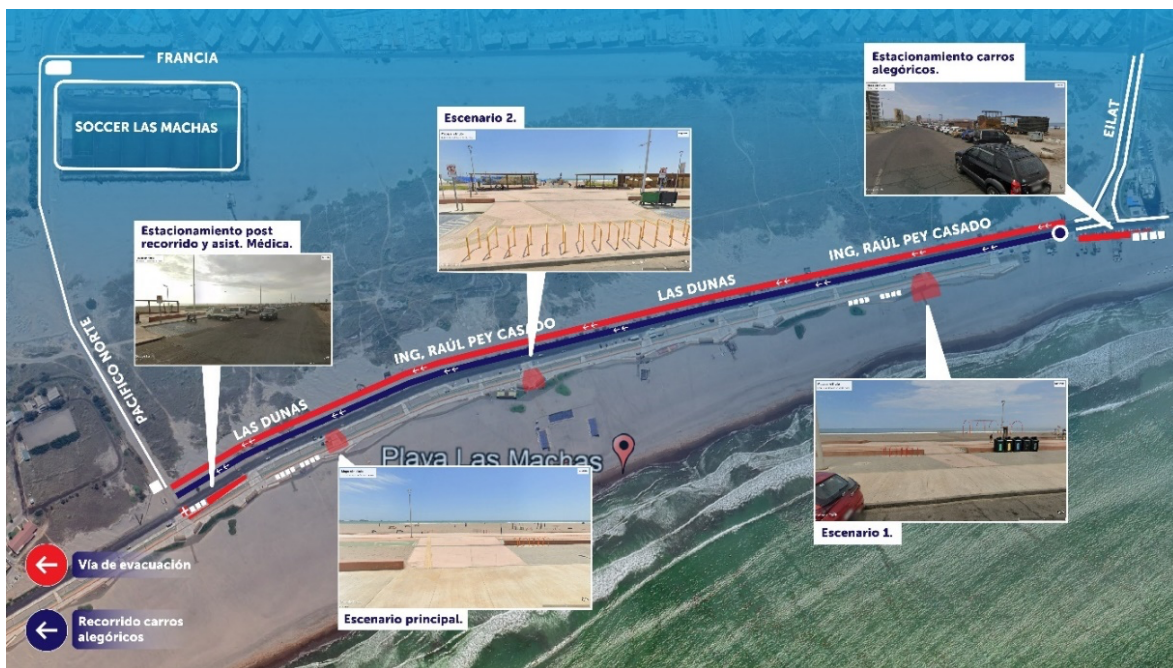 FRANCIA
SOCCER LAS MACHAS
Escenario 2.
Estacionamiento carros
alegóricos.
EILAT
Estacionamiento post
recorrido y asist. Médica.
ING, RAÚL PEY CASADO
LAS DUNAS
ING, RAÚL PEY CASADO
PACIFICO NORTE
LAS DUNAS
Playa Las Machas
Escenario 1.
Escenario principal.
Vía de evacuación
Recorrido carros
alegóricos